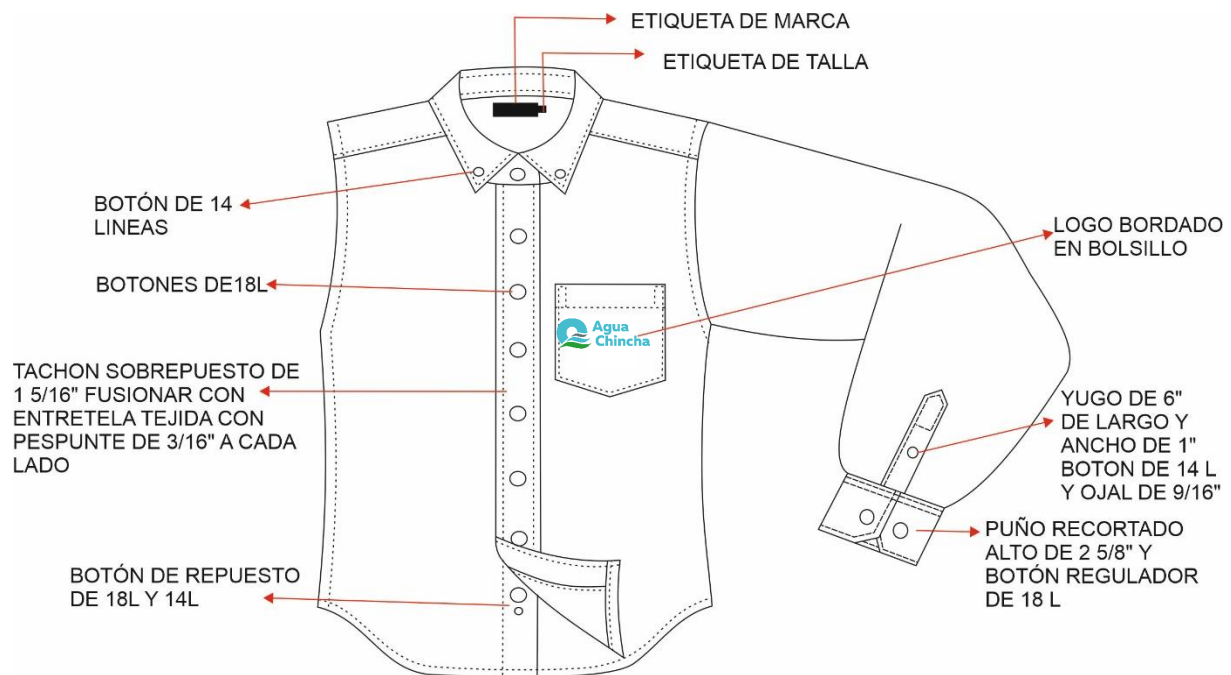 ETIQUETA DE MARCA
ETIQUETA DE TALLA
BOTÓN DE 14
LINEAS
LOGO BORDADO
EN BOLSILLO
BOTONES DE18L
Agua
Chincha
TACHON SOBREPUESTO DE
1 5/16" FUSIONAR CON
ENTRETELA TEJIDA CON
PESPUNTE DE 3/16" A CADA
LADO
YUGO DE 6"
DE LARGO Y
ANCHO DE 1"
BOTON DE 14 L
Y OJAL DE 9/16"
PUÑO RECORTADO
ALTO DE 2 5/8" Y
BOTÓN REGULADOR
DE 18 L
BOTÓN DE REPUESTO
DE 18L Y 14L